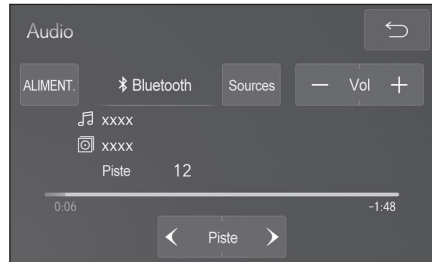 Audio
ALIMENT. Bluetooth Sources — Vol +
xxxx
xxxx
Piste 12
0:06 -1:48
Piste